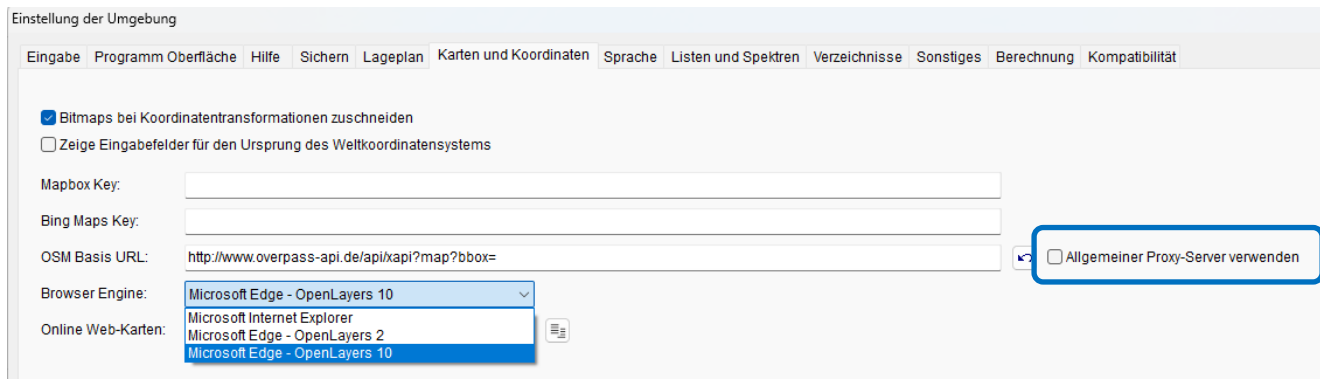 Einstellung der Umgebung
Eingabe Programm Oberfläche Hilfe Sichern Lageplan Karten und Koordinaten Sprache Listen und Spektren Verzeichnisse Sonstiges Berechnung Kompatibilität
Bitmaps bei Koordinatentransformationen zuschneiden
Zeige Eingabefelder für den Ursprung des Weltkoordinatensystems
Mapbox Key:
Bing Maps Key:
OSM Basis URL: http://www.overpass-api.de/api/xapi?map?bbox= Allgemeiner Proxy-Server verwenden
Browser Engine: Microsoft Edge - OpenLayers 10
Microsoft Internet Explorer
Online Web-Karten: Microsoft Edge - OpenLayers 2
Microsoft Edge - OpenLayers 10